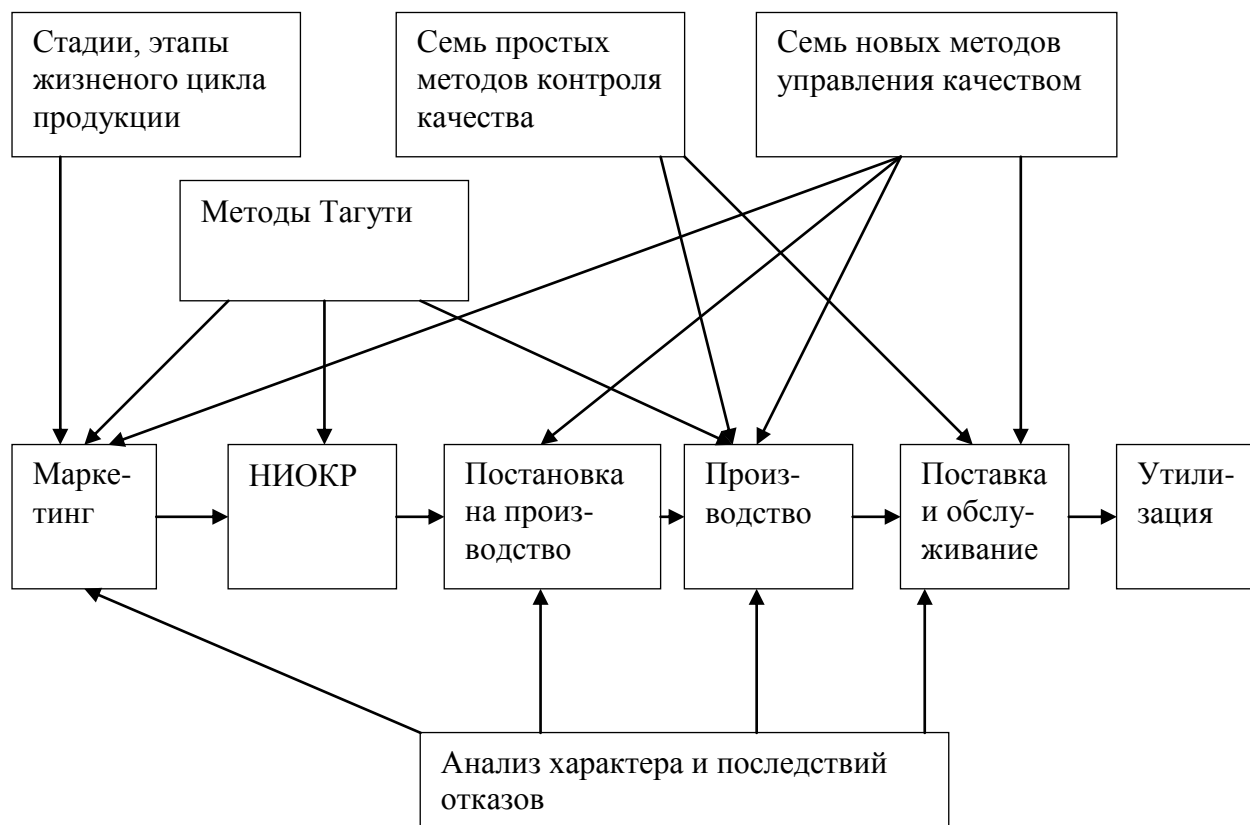 Стадии, этапы
жизненого цикла
продукции
Семь простых
методов контроля
качества
Семь новых методов
управления качеством
Методы Тагути
Марке-
тинг
НИОКР
Постановка
на произ-
водство
Произ-
водство
Поставка
и обслу-
живание
Утили-
зация
Анализ характера и последствий
отказов